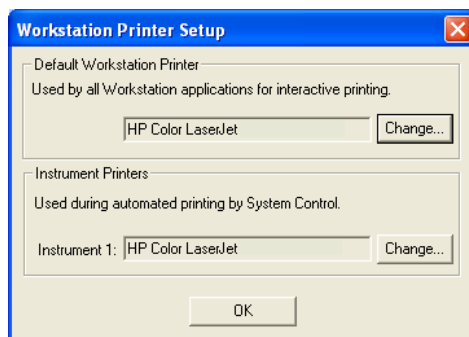 Workstation Printer Setup
Default Workstation Printer
Used by all Workstation applications for interactive printing.
HP Color LaserJet Change...
Instrument Printers
Used during automated printing by System Control.
Instrument 1: HP Color LaserJet Change...
OK